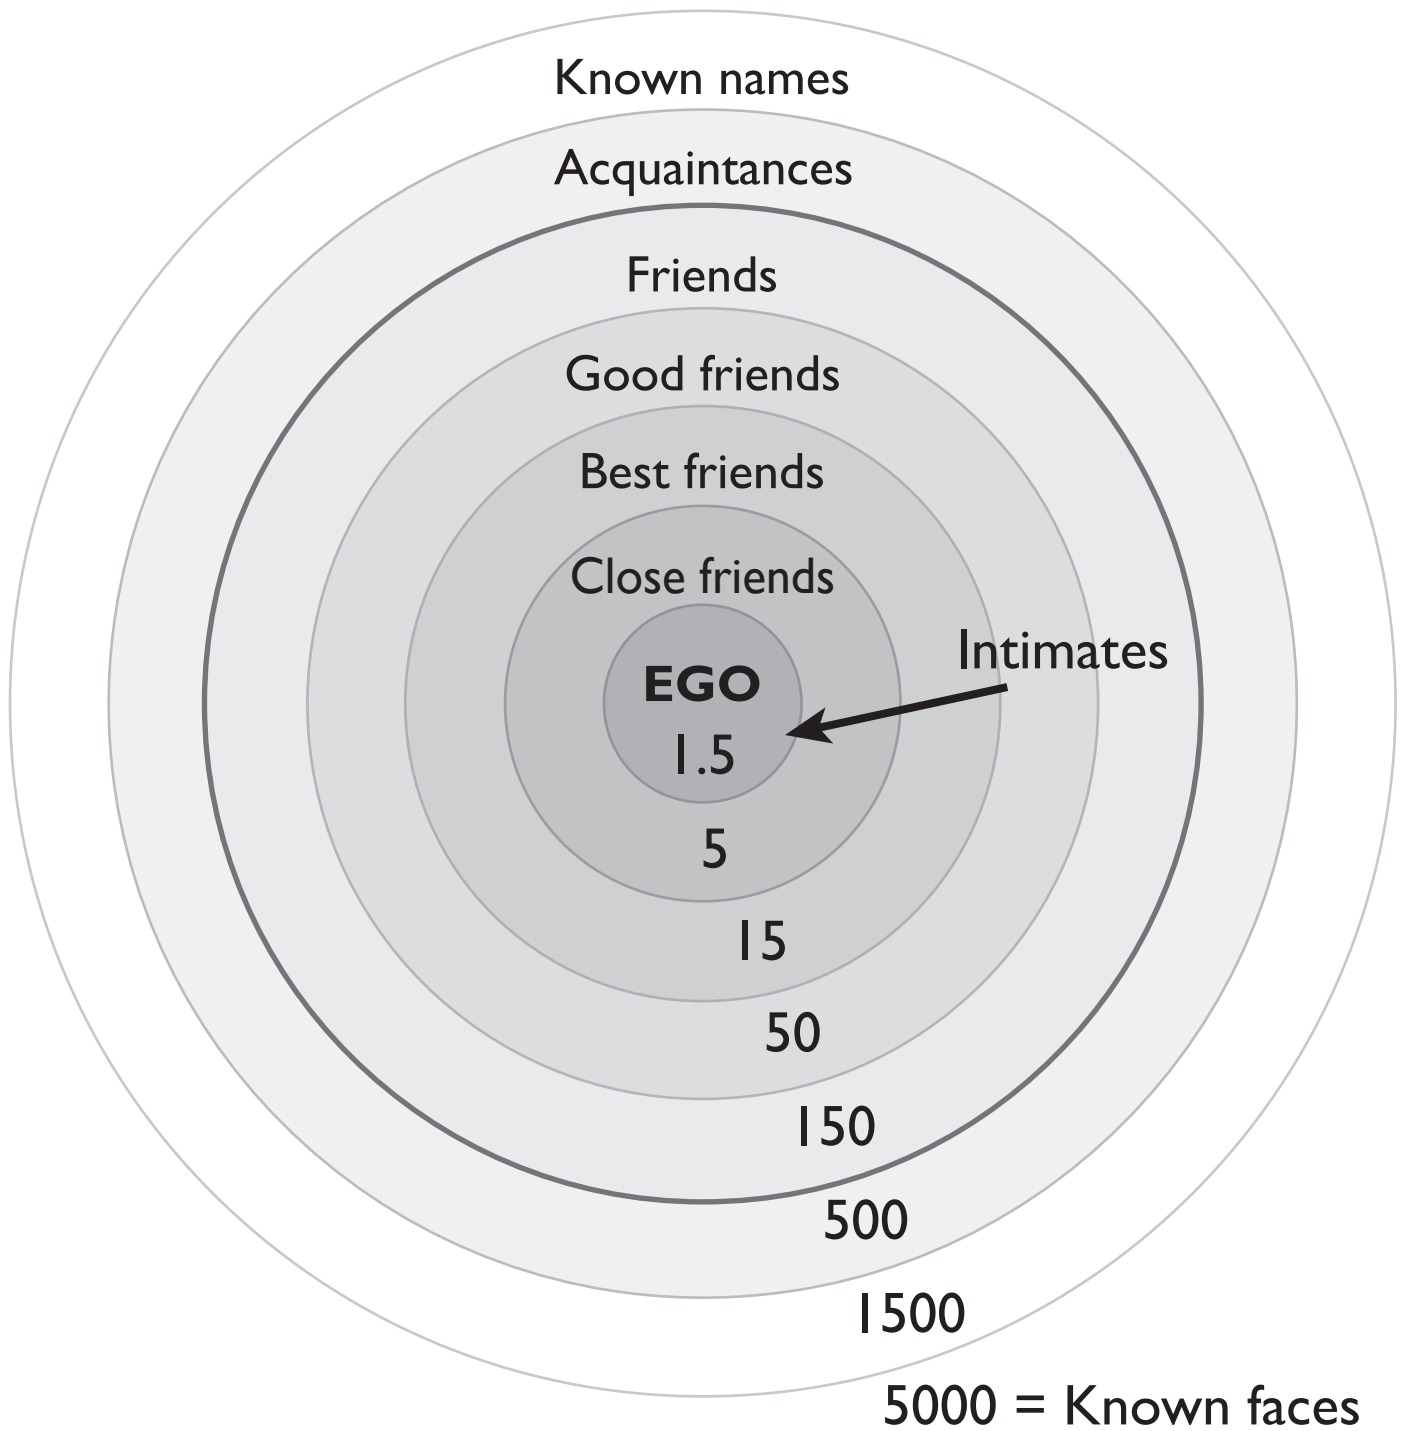 Known names
Acquaintances
Friends
Good friends
Best friends
Close friends
Intimates
EGO
1.5
5
15
50
150
500
1500
5000 = Known faces